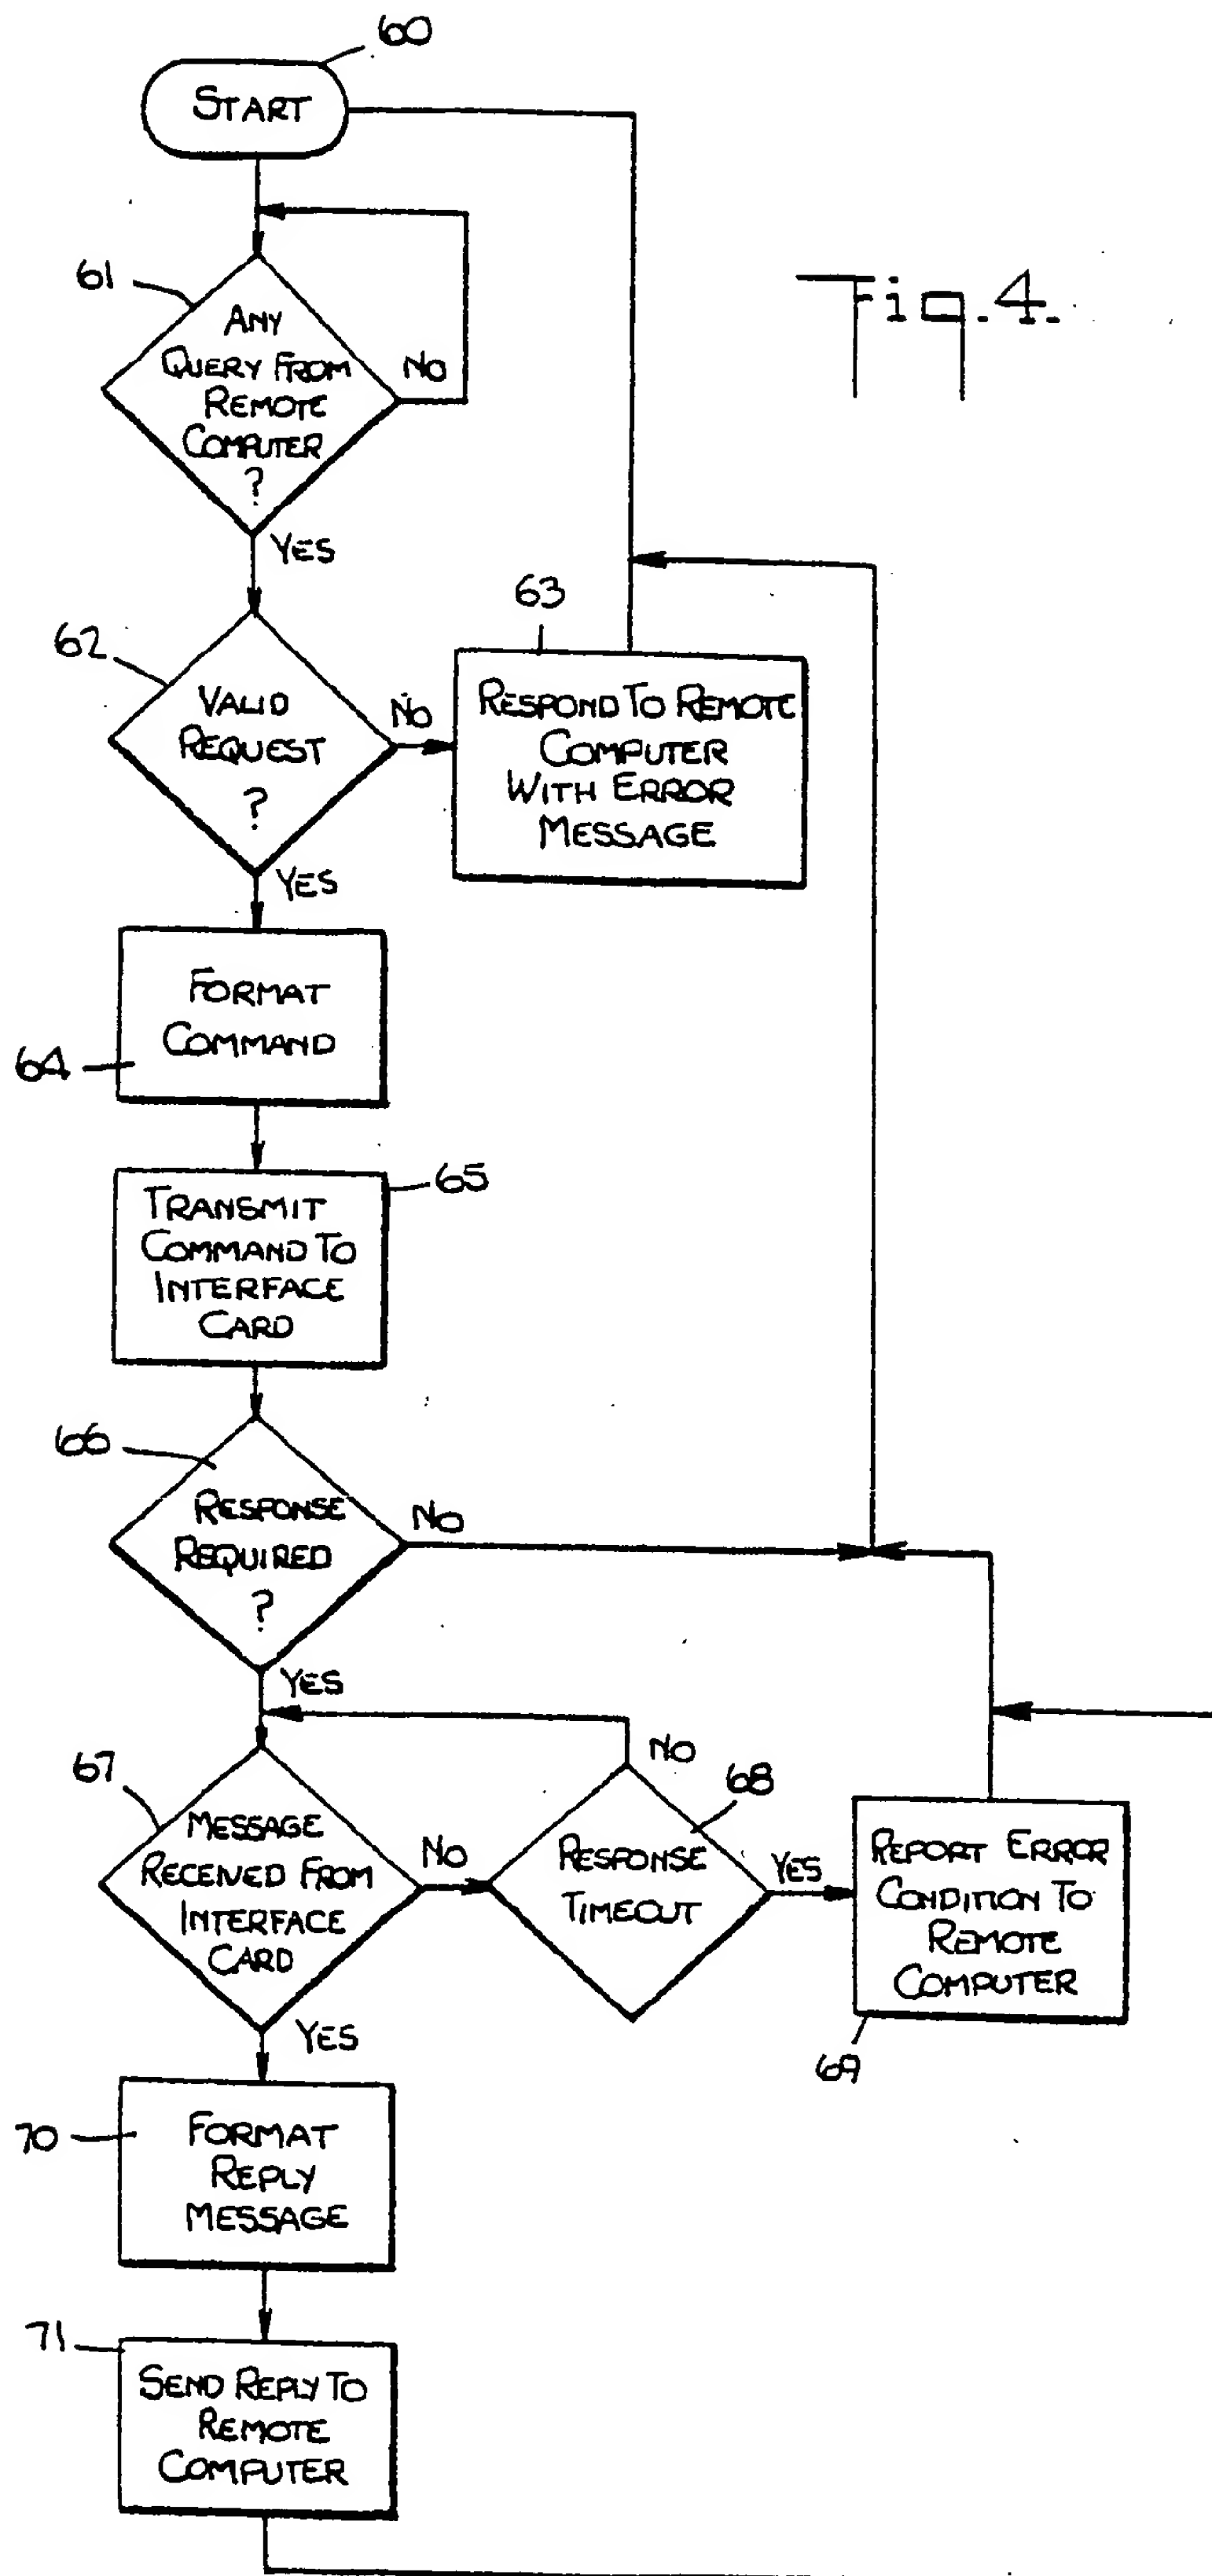 60
START
Fig. 4.
61
ANY
QUERY FROM
REMOTE
COMPUTER
?
NO
YES
62
VALID
REQUEST
?
NO
YES
63
RESPOND TO REMOTE
COMPUTER
WITH ERROR
MESSAGE
64
FORMAT
COMMAND
65
TRANSMIT
COMMAND TO
INTERFACE
CARD
66
RESPONSE
REQUIRED
?
NO
YES
67
MESSAGE
RECEIVED FROM
INTERFACE
CARD
NO
YES
68
RESPONSE
TIMEOUT
NO
YES
REPORT ERROR
CONDITION TO
REMOTE
COMPUTER
69
70
FORMAT
REPLY
MESSAGE
71
SEND REPLY TO
REMOTE
COMPUTER